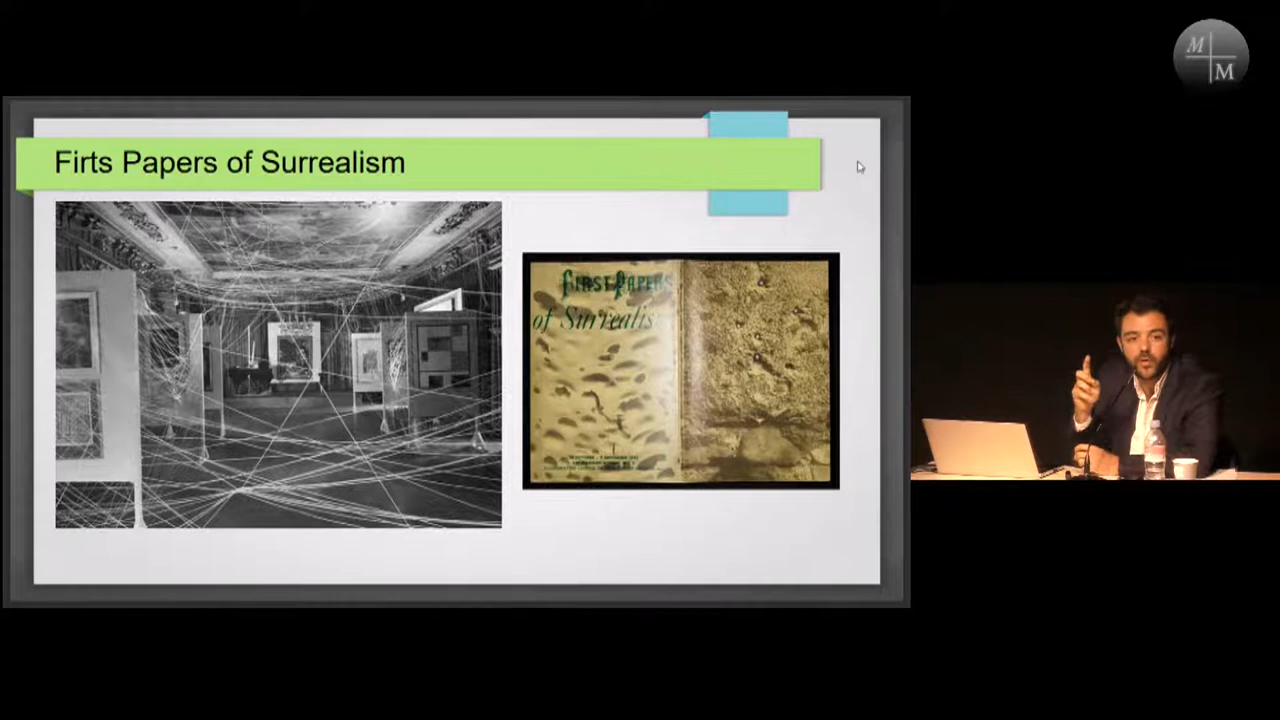 M
M
Firts Papers of Surrealism
FIRST PAPERS
of Surrealis